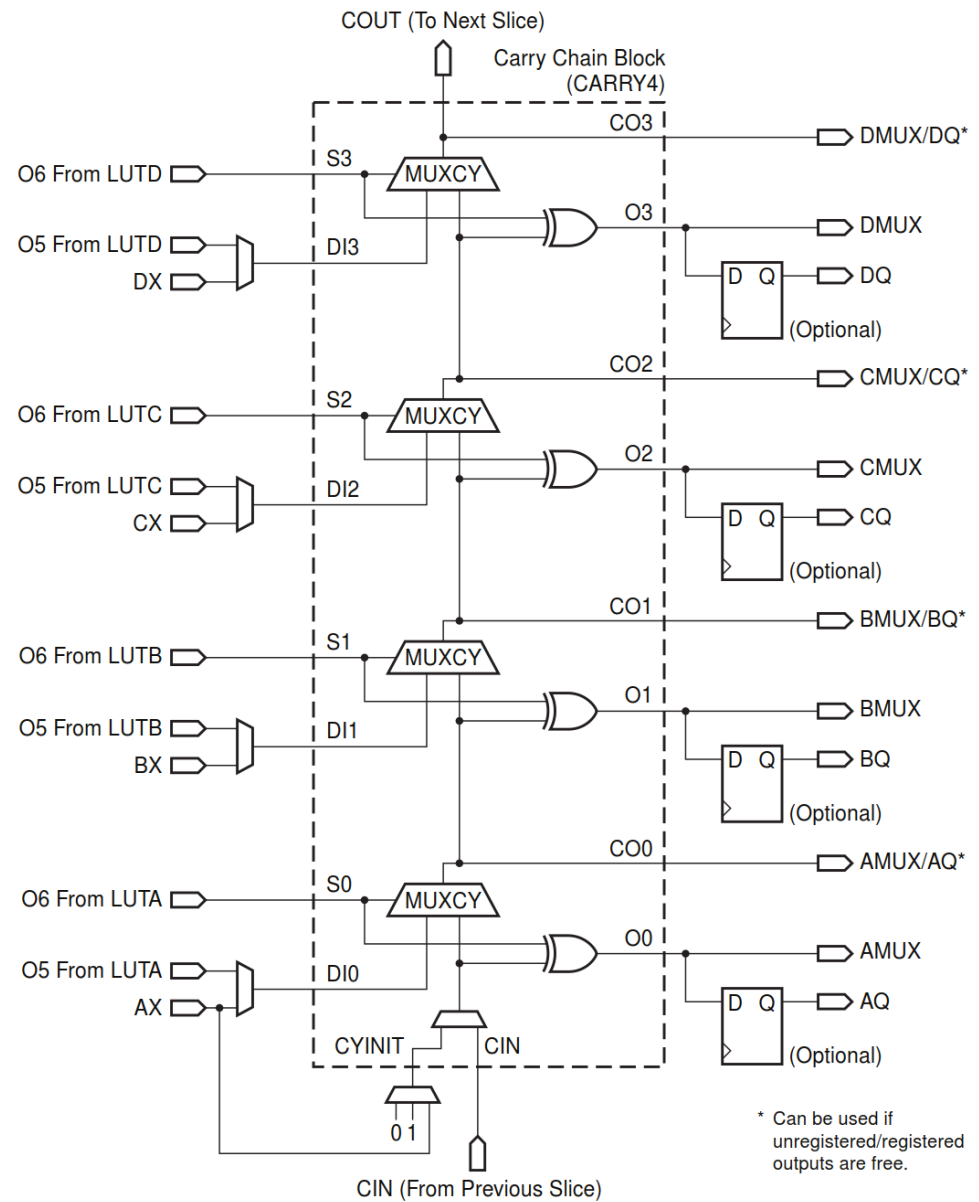 COUT (To Next Slice)
Carry Chain Block
(CARRY4)
CO3
DMUX/DQ*
S3
O6 From LUTD
MUXCY
O3
DMUX
O5 From LUTD
DI3
DX
D Q
DQ
(Optional)
CO2
CMUX/CQ*
S2
O6 From LUTC
MUXCY
O2
CMUX
O5 From LUTC
DI2
CX
D Q
CQ
(Optional)
CO1
BMUX/BQ*
S1
O6 From LUTB
MUXCY
O1
BMUX
O5 From LUTB
DI1
BX
D Q
BQ
(Optional)
CO0
AMUX/AQ*
S0
O6 From LUTA
MUXCY
O0
AMUX
O5 From LUTA
DI0
AX
D Q
AQ
CYINIT
CIN
(Optional)
0 1
* Can be used if
unregistered/registered
outputs are free.
CIN (From Previous Slice)